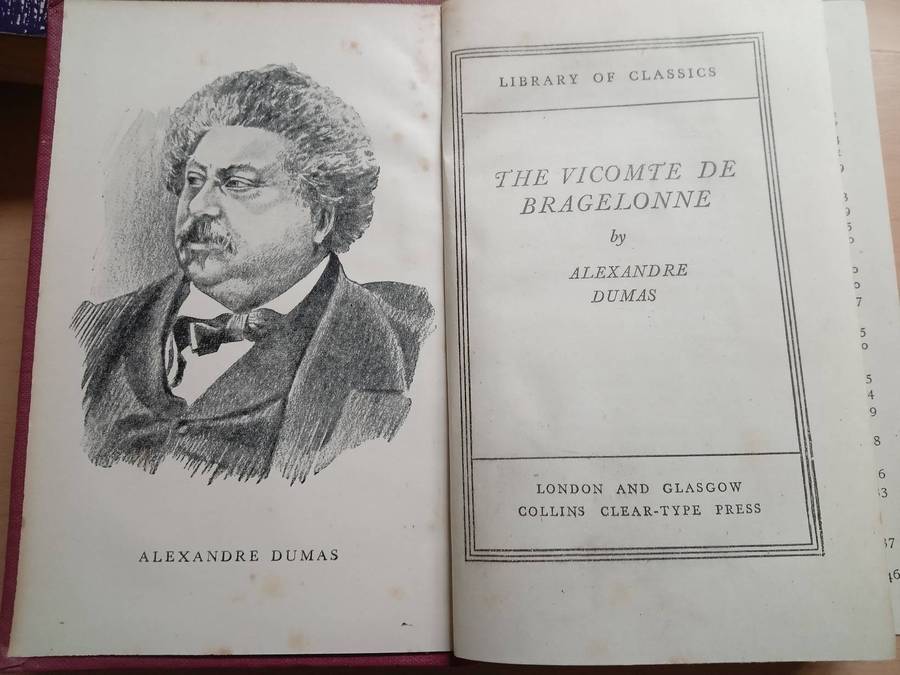 ALEXANDRE DUMAS
LIBRARY OF CLASSICS
THE VICOMTE DE
BRAGELONNE
by
ALEXANDRE
DUMAS
LONDON AND GLASGOW
COLLINS CLEAR-TYPE PRESS